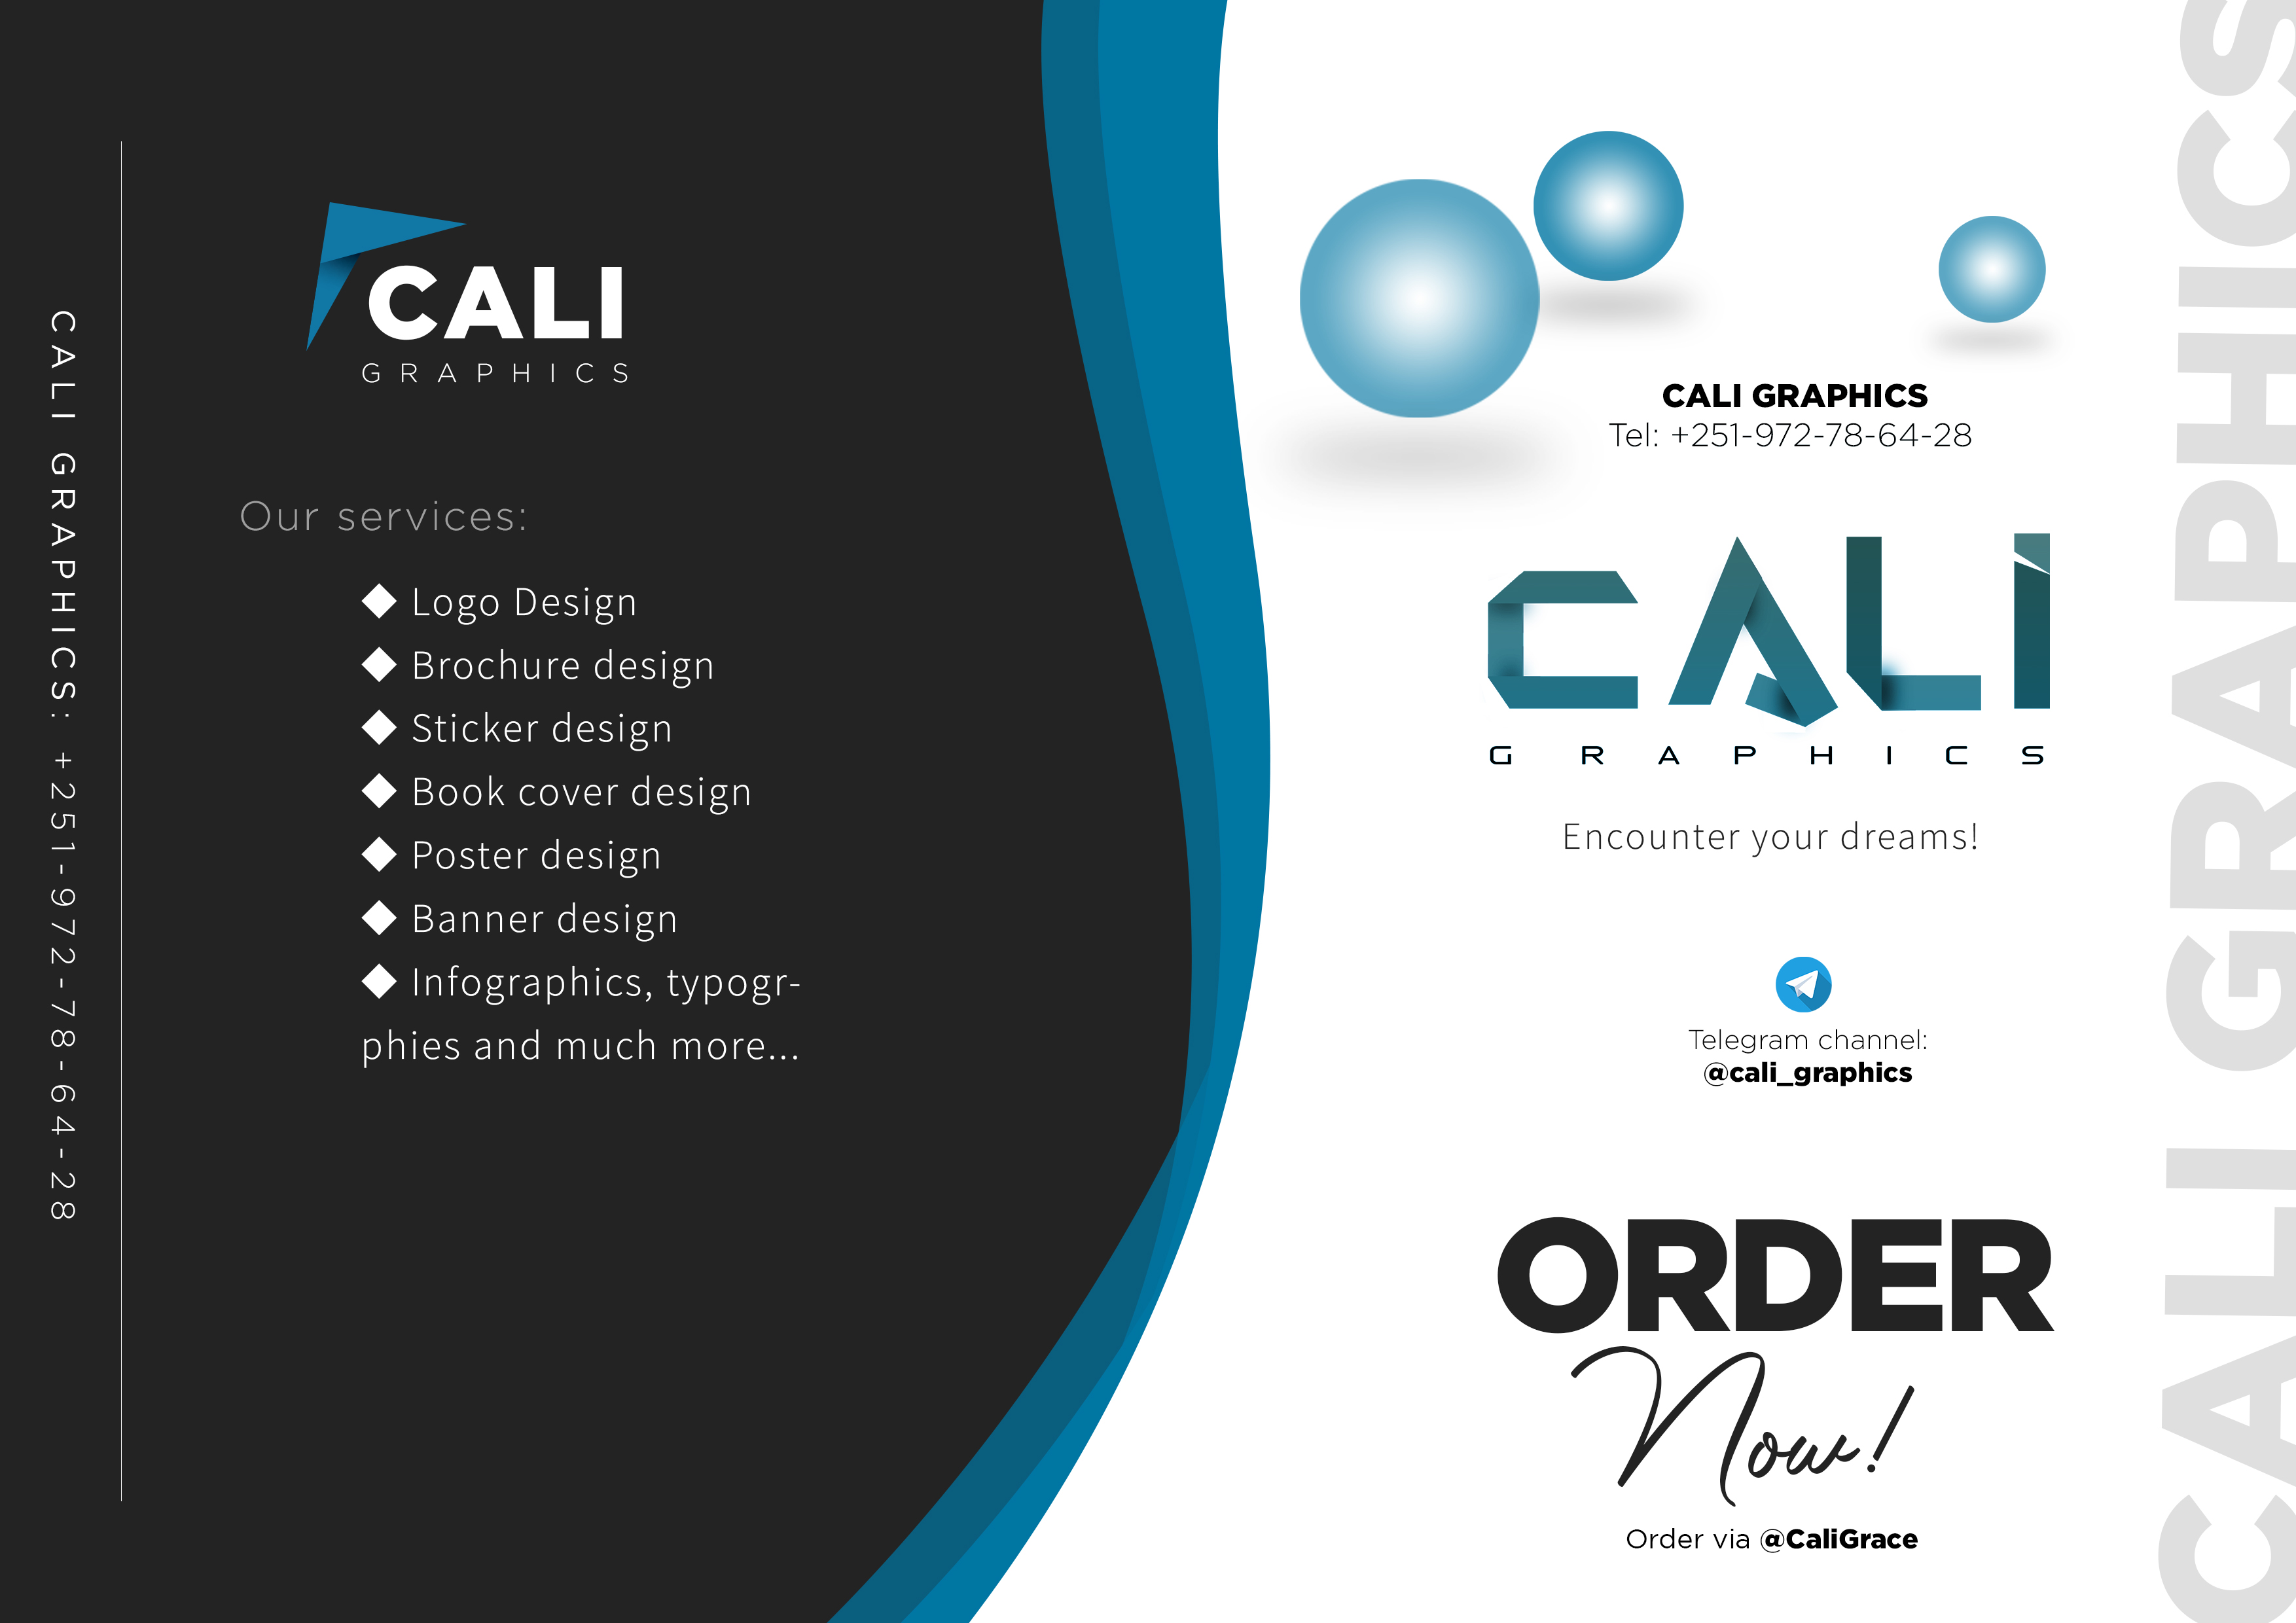 CALI GRAPHICS: +251-972-78-64-28
CALI
GRAPHICS
Our services:
◆ Logo Design
◆ Brochure design
◆ Sticker design
◆ Book cover design
◆ Poster design
◆ Banner design
◆ Infographics, typogr-
phies and much more...
CALI GRAPHICS
Tel: +251-972-78-64-28
CALi
GRAPHICS
Encounter your dreams!
Telegram channel:
@cali_graphics
ORDER
Now!
Order via @CaliGrace
CALI GRAPHICS